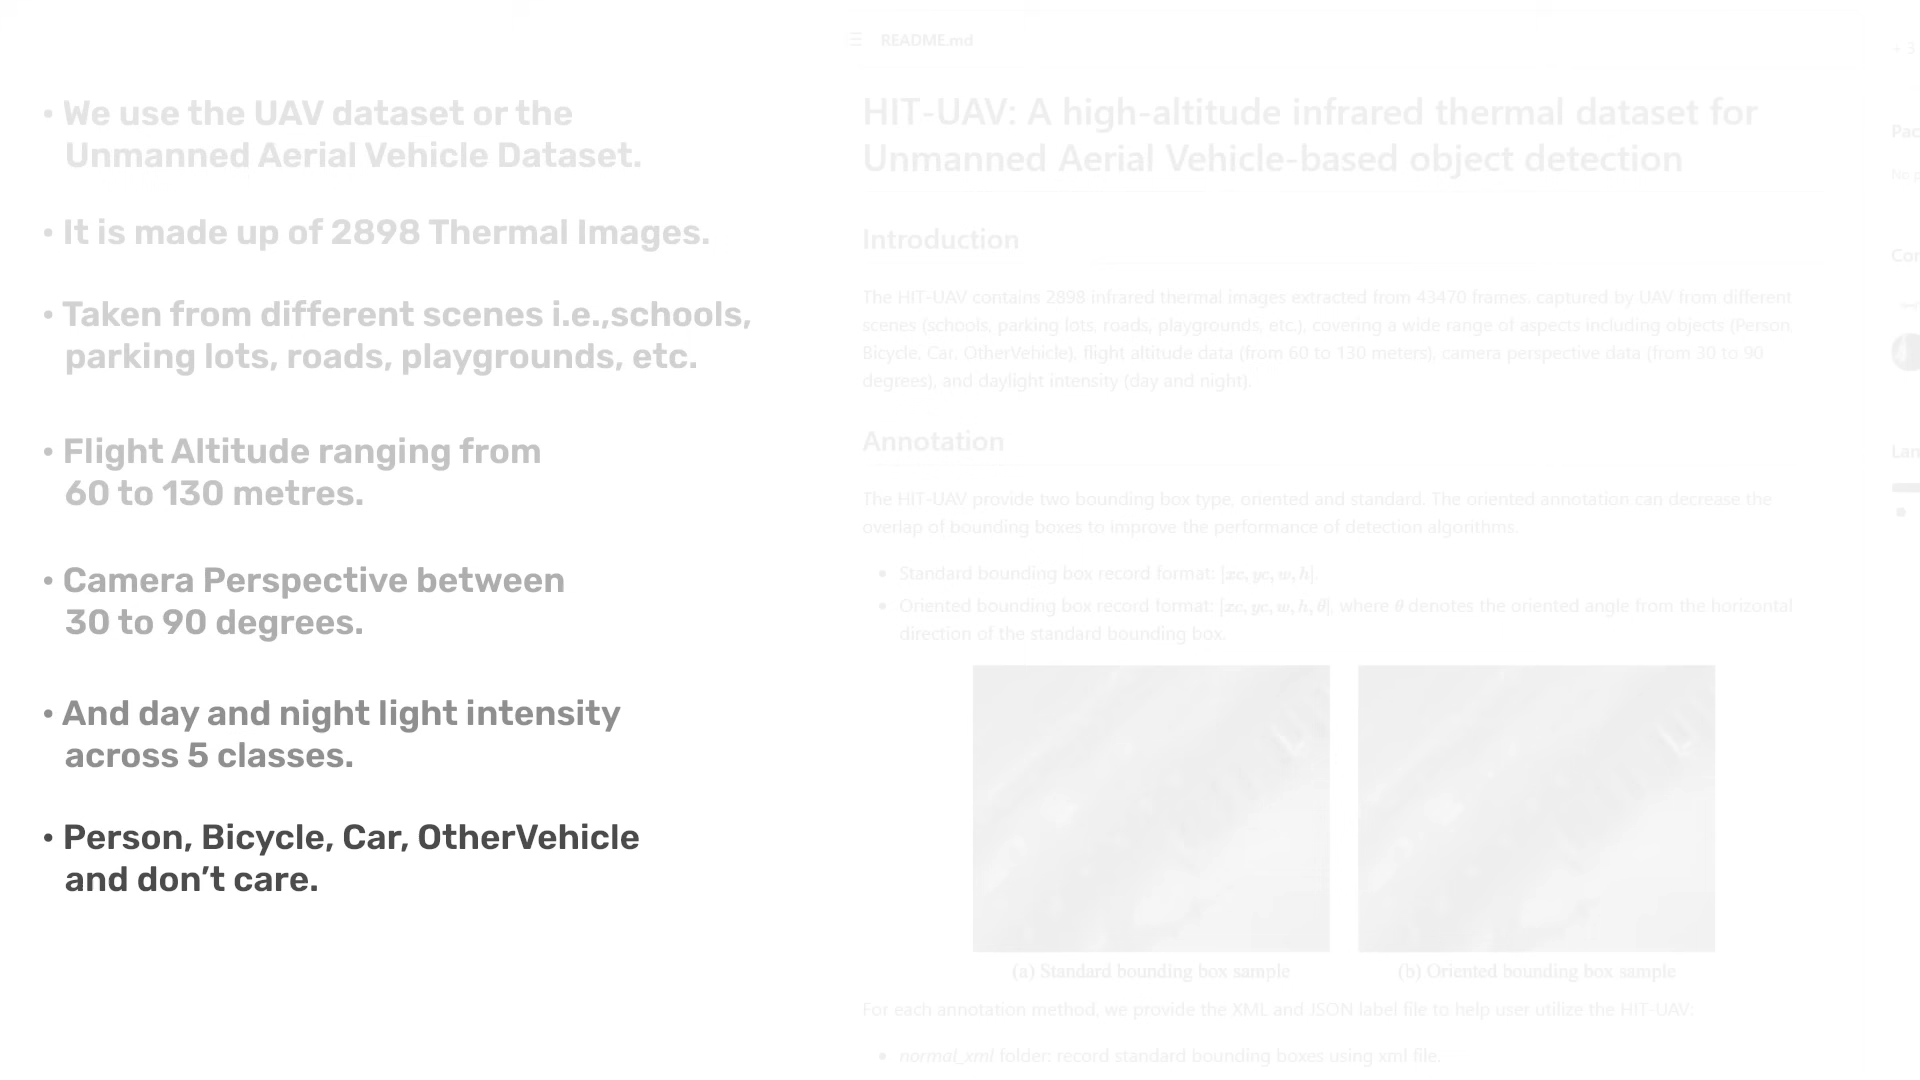 • We use the UAV dataset or the
Unmanned Aerial Vehicle Dataset.
• It is made up of 2898 Thermal Images.
• Taken from different scenes i.e.,schools,
parking lots, roads, playgrounds, etc.
• Flight Altitude ranging from
60 to 130 metres.
• Camera Perspective between
30 to 90 degrees.
• And day and night light intensity
across 5 classes.
• Person, Bicycle, Car, OtherVehicle
and don’t care.
README.md
HIT-UAV: A high-altitude infrared thermal dataset for
Unmanned Aerial Vehicle-based object detection
Introduction
The HIT-UAV contains 2898 infrared thermal images extracted from 43470 frames, captured by UAV from different
scenes (schools, parking lots, roads, playgrounds, etc.), covering a wide range of aspects including objects (Person,
Bicycle, Car, OtherVehicle), flight altitude data (from 60 to 130 meters), camera perspective data (from 30 to 90
degrees), and daylight intensity (day and night).
Annotation
The HIT-UAV provide two bounding box type, oriented and standard. The oriented annotation can decrease the
overlap of bounding boxes to improve the performance of detection algorithms.
• Standard bounding box record format: [xc, yc, w, h].
• Oriented bounding box record format: [xc, yc, w, h, θ], where θ denotes the oriented angle from the horizontal
direction of the standard bounding box.
(a) Standard bounding box sample
(b) Oriented bounding box sample
For each annotation method, we provide the XML and JSON label file to help user utilize the HIT-UAV:
• normal_xml folder: record standard bounding boxes using xml file.
+ 3
Pac
No p
Con
Lan